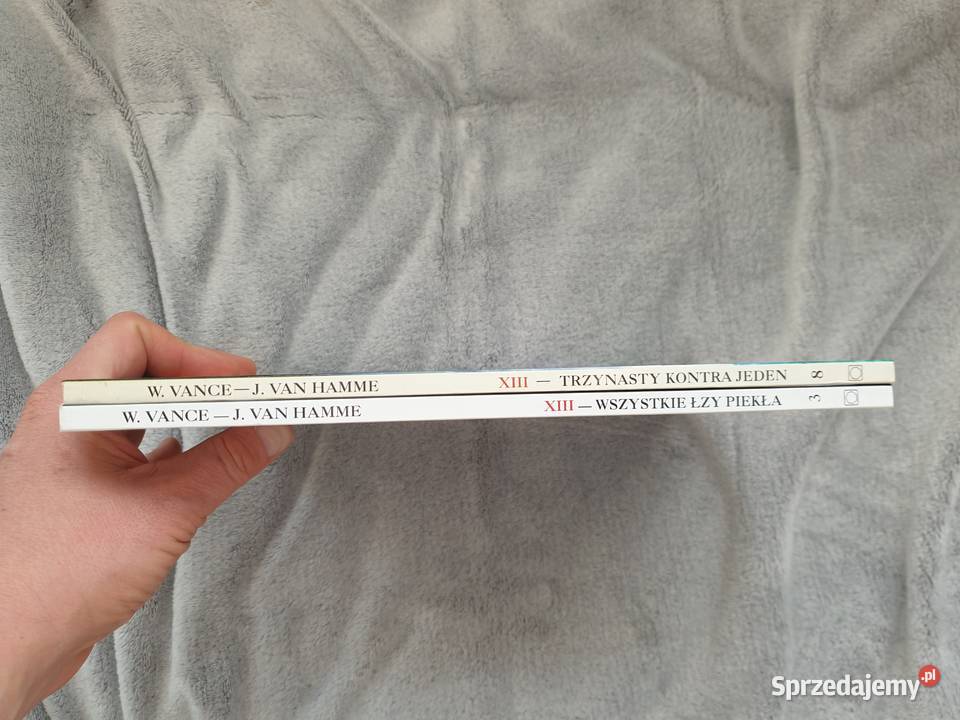 W. VANCE — J. VAN HAMME XIII — TRZYNASTY KONTRA JEDEN 8
W. VANCE — J. VAN HAMME XIII — WSZYSTKIE ŁZY PIEKŁA 3
Sprzedajemy.pl